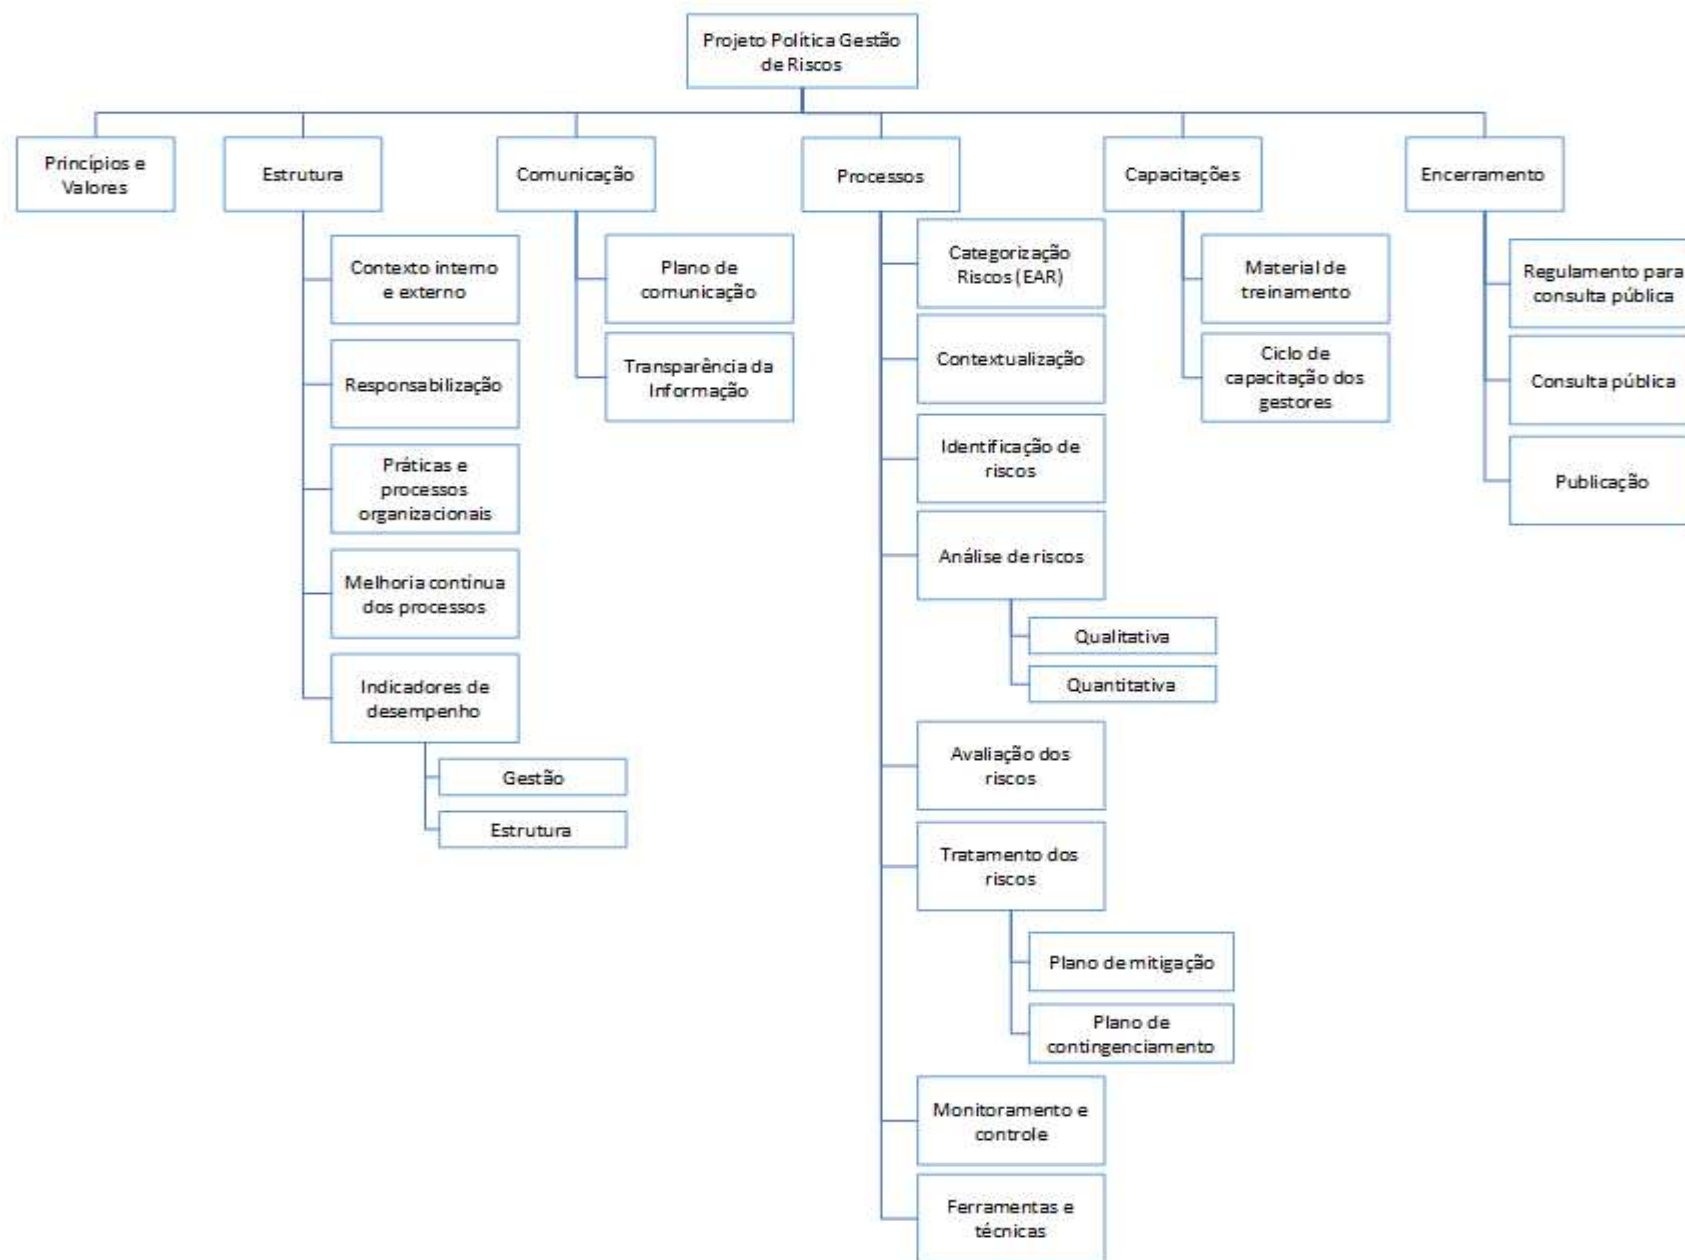 Projeto Política Gestão
de Riscos
Princípios e
Valores
Estrutura
Comunicação
Processos
Capacitações
Encerramento
Contexto interno
e externo
Responsabilização
Práticas e
processos
organizacionais
Melhoria contínua
dos processos
Indicadores de
desempenho
Gestão
Estrutura
Plano de
comunicação
Transparência da
Informação
Categorização
Riscos (EAR)
Contextualização
Identificação de
riscos
Análise de riscos
Qualitativa
Quantitativa
Avaliação dos
riscos
Tratamento dos
riscos
Plano de mitigação
Plano de
contingenciamento
Monitoramento e
controle
Ferramentas e
técnicas
Material de
treinamento
Ciclo de
capacitação dos
gestores
Regulamento para
consulta pública
Consulta pública
Publicação